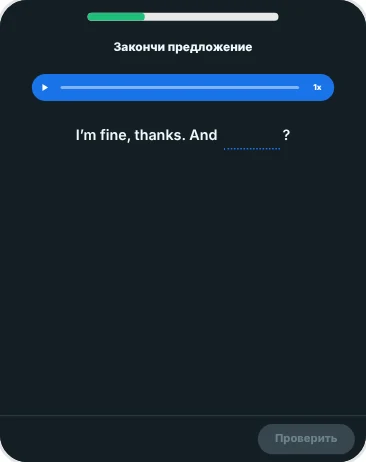 Закончи предложение
1x
I’m fine, thanks. And ?
Проверить